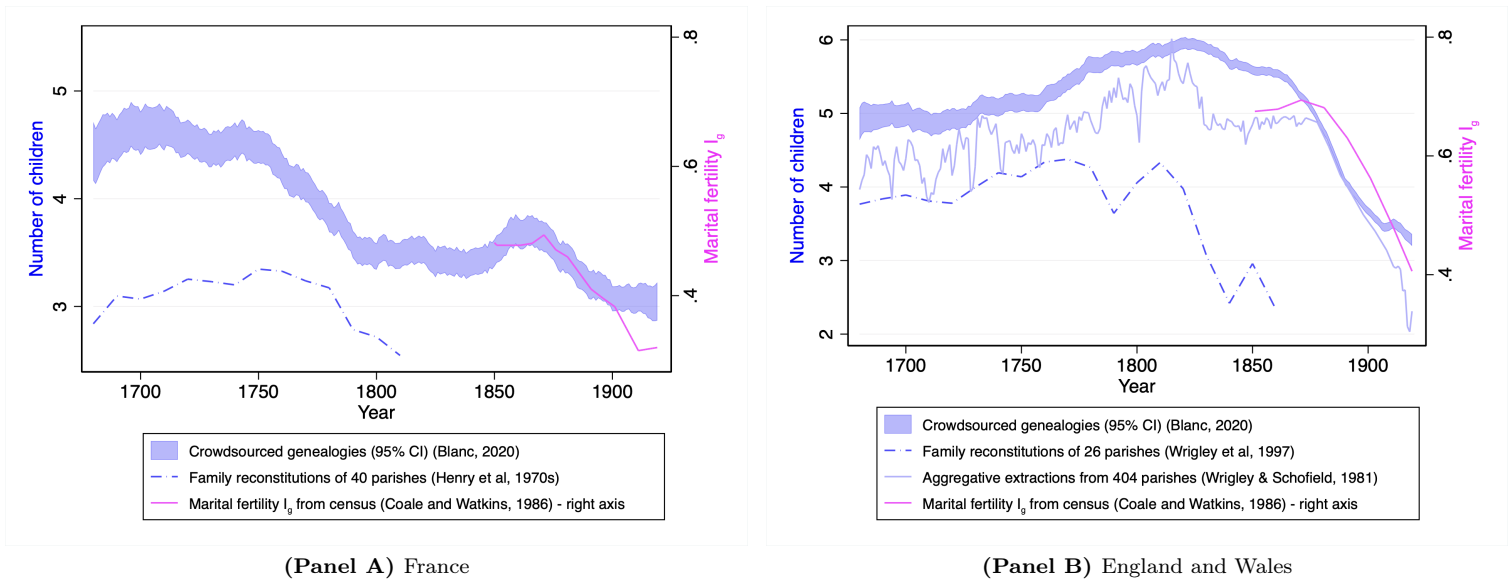 Number of children
5
4
3
.8
.6
.4
Marital fertility Ig
1700 1750 1800 1850 1900
Year
Crowdsourced genealogies (95% CI) (Blanc, 2020)
Family reconstitutions of 40 parishes (Henry et al, 1970s)
Marital fertility Ig from census (Coale and Watkins, 1986) - right axis
(Panel A) France
Number of children
6
5
4
3
2
.8
.6
.4
Marital fertility Ig
1700 1750 1800 1850 1900
Year
Crowdsourced genealogies (95% CI) (Blanc, 2020)
Family reconstitutions of 26 parishes (Wrigley et al, 1997)
Aggregative extractions from 404 parishes (Wrigley & Schofield, 1981)
Marital fertility Ig from census (Coale and Watkins, 1986) - right axis
(Panel B) England and Wales